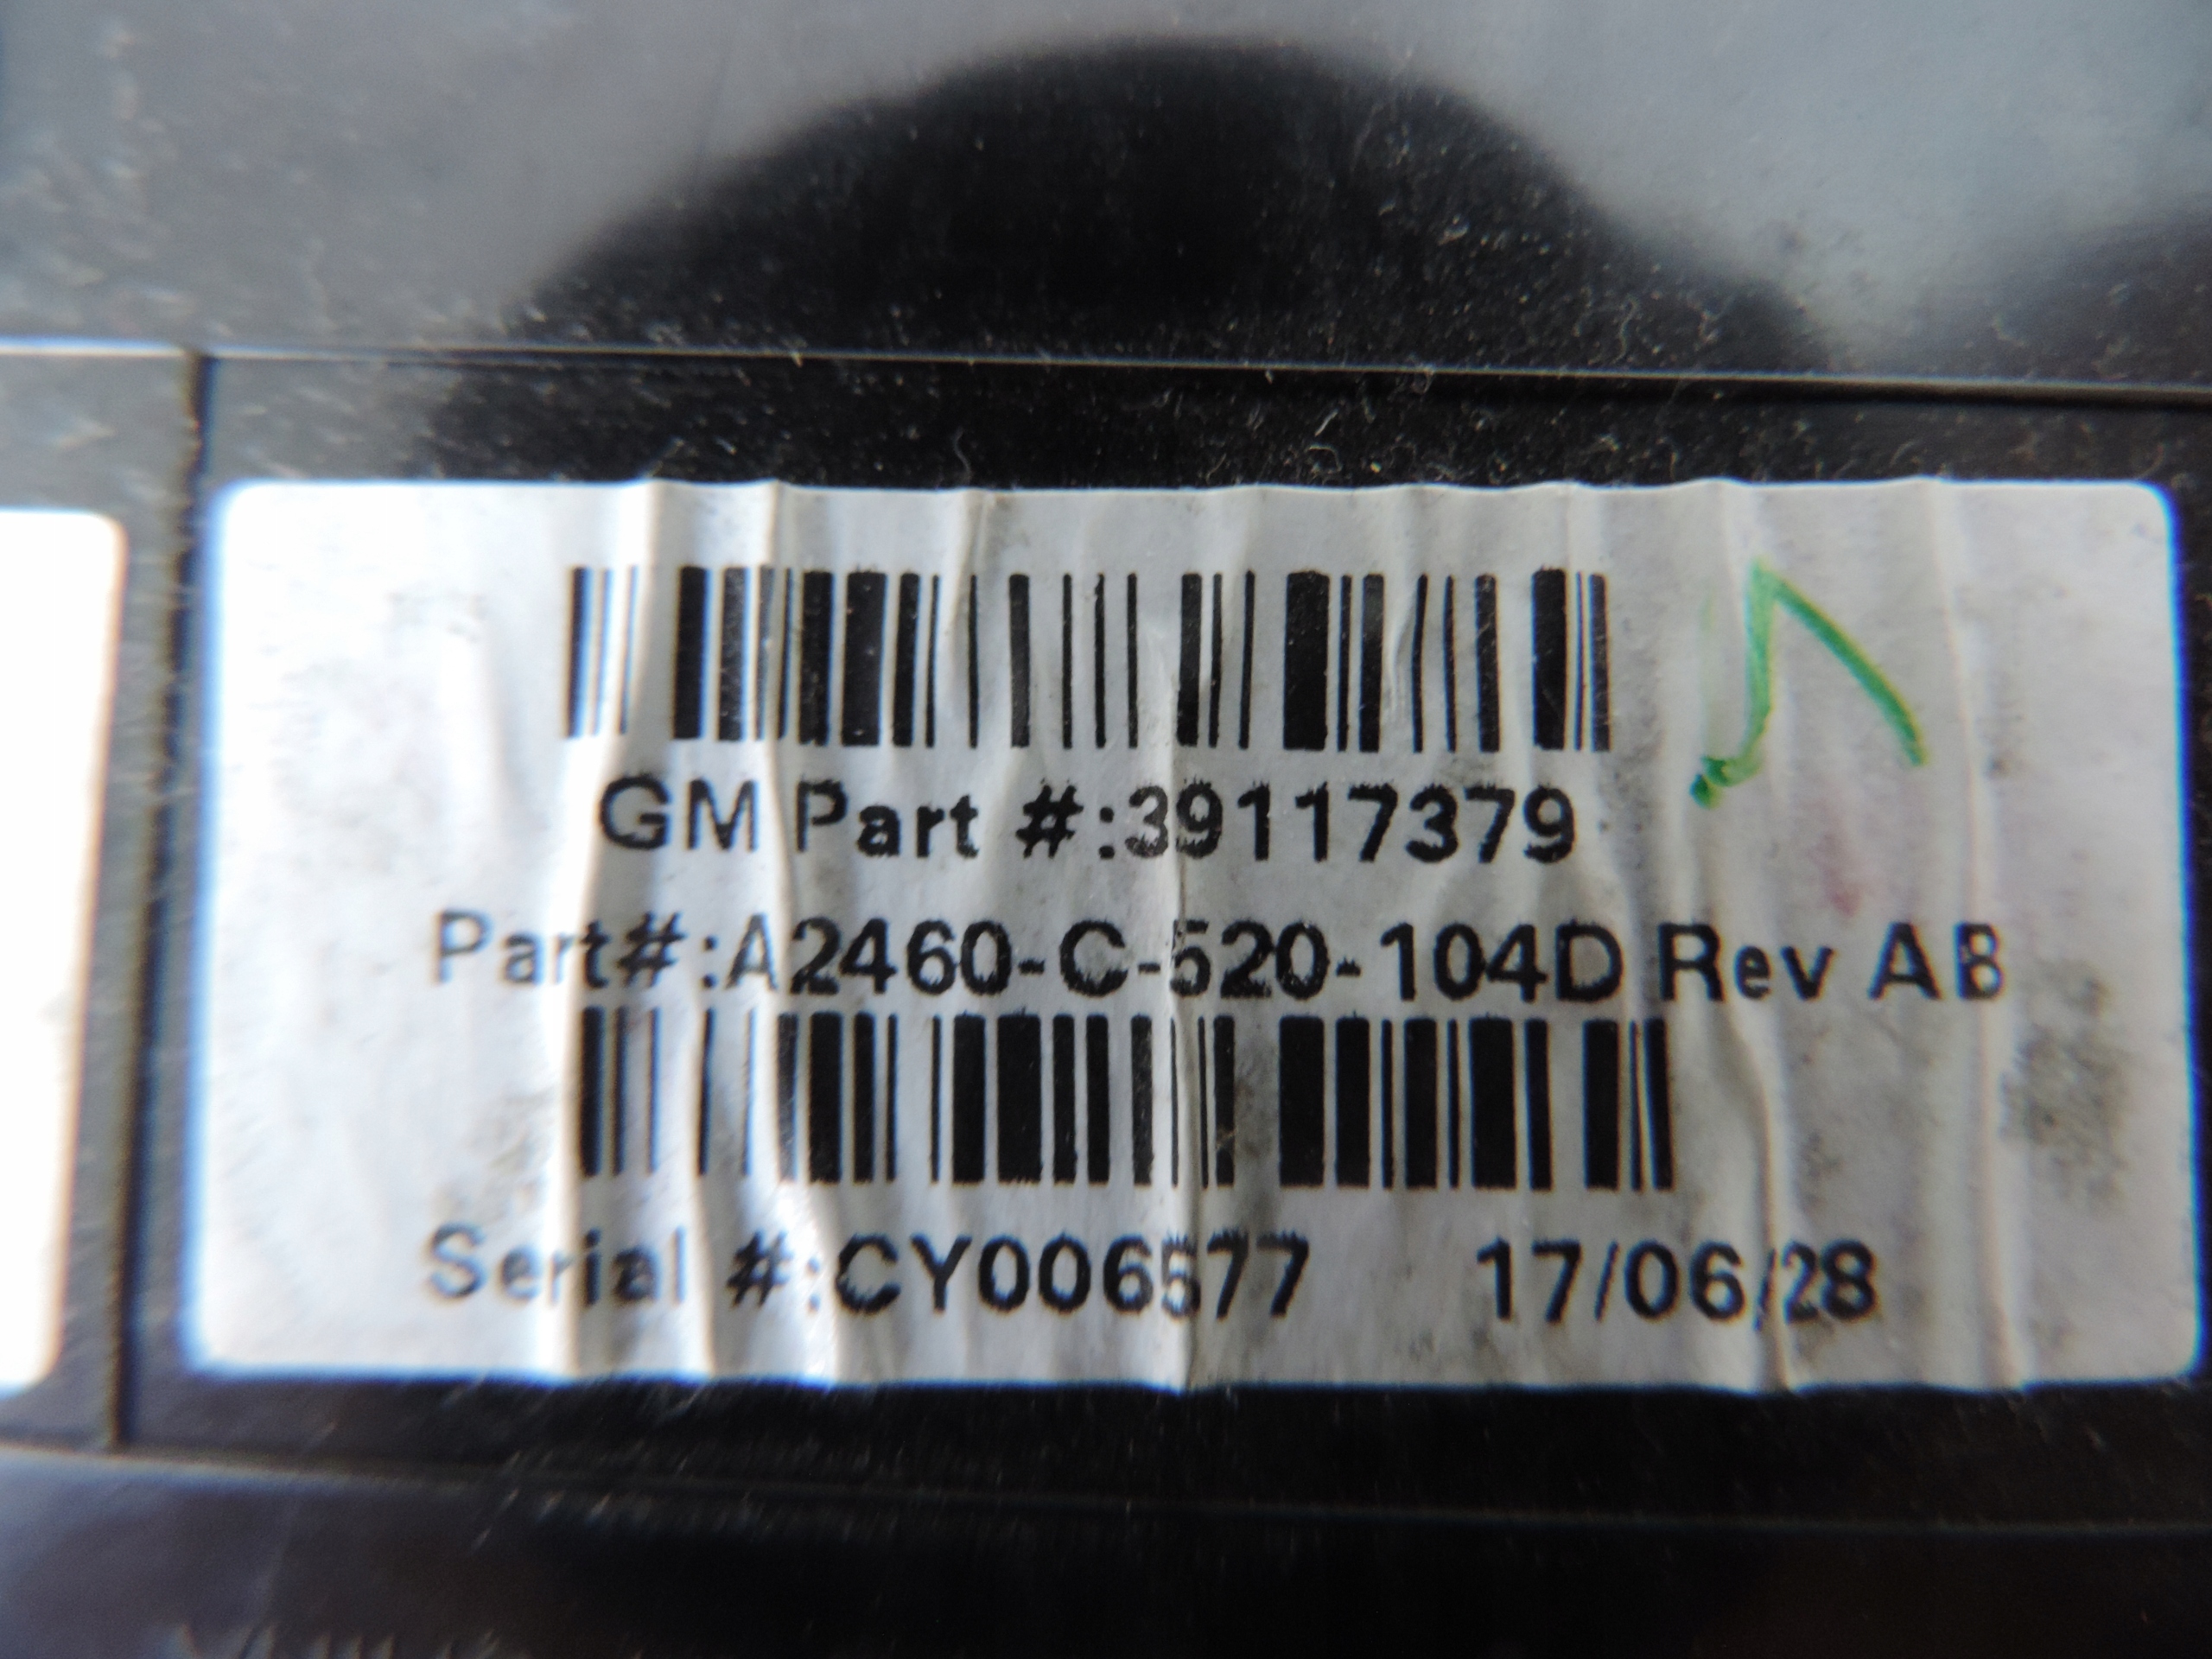 GM Part #:39117379
Part#:A2460-C-520-104D Rev AB
Serial #:CY006577 17/06/28